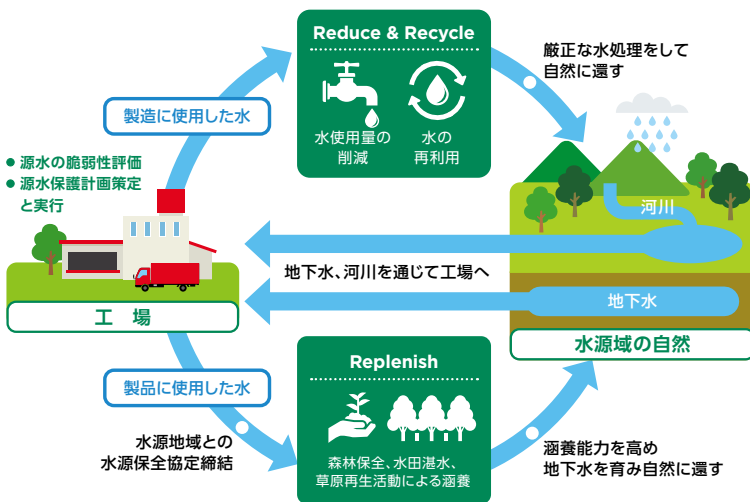 Reduce & Recycle
水使用量の
削減
水の
再利用
厳正な水処理をして
自然に還す
製造に使用した水
● 源水の脆弱性評価
● 源水保護計画策定
と実行
河川
地下水、河川を通じて工場へ
地下水
工場
水源域の自然
製品に使用した水
Replenish
水源地域との
水源保全協定締結
森林保全、水田湛水、
草原再生活動による涵養
涵養能力を高め
地下水を育み自然に還す